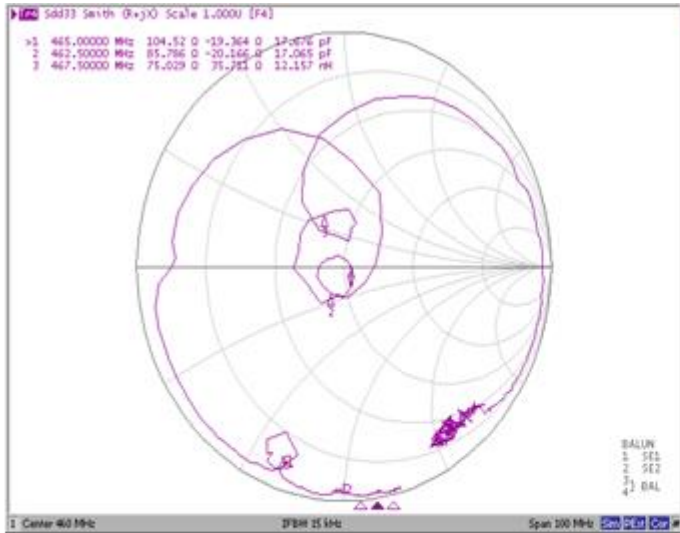 Tr4 Sdd33 Smith (R+jX) Scale 1.000U [F4]
>1 465.00000 MHz 104.52 Ω -19.364 Ω 17.676 pF
2 462.50000 MHz 85.786 Ω -20.166 Ω 17.065 pF
3 467.50000 MHz 75.029 Ω 35.711 Ω 12.157 nH
BALUN
1 SE1
2 SE2
3
4 BAL
1 Center 460 MHz IFBW 15 kHz Span 100 MHz Sim PExt Cor